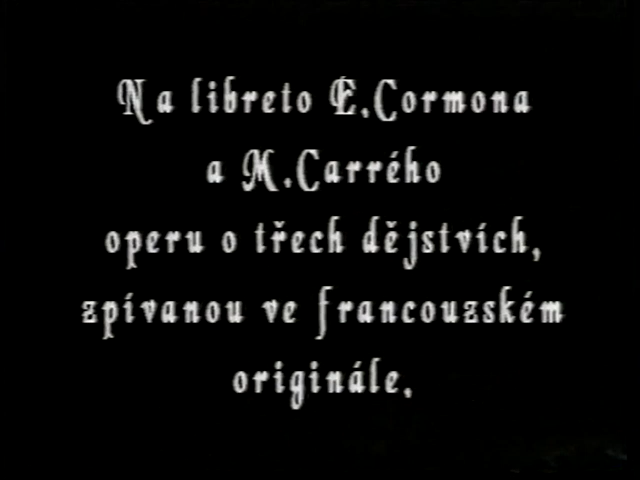 Na libreto E.Cormona
a M.Carrého
operu o třech dějstvích,
zpívanou ve francouzském
originále.